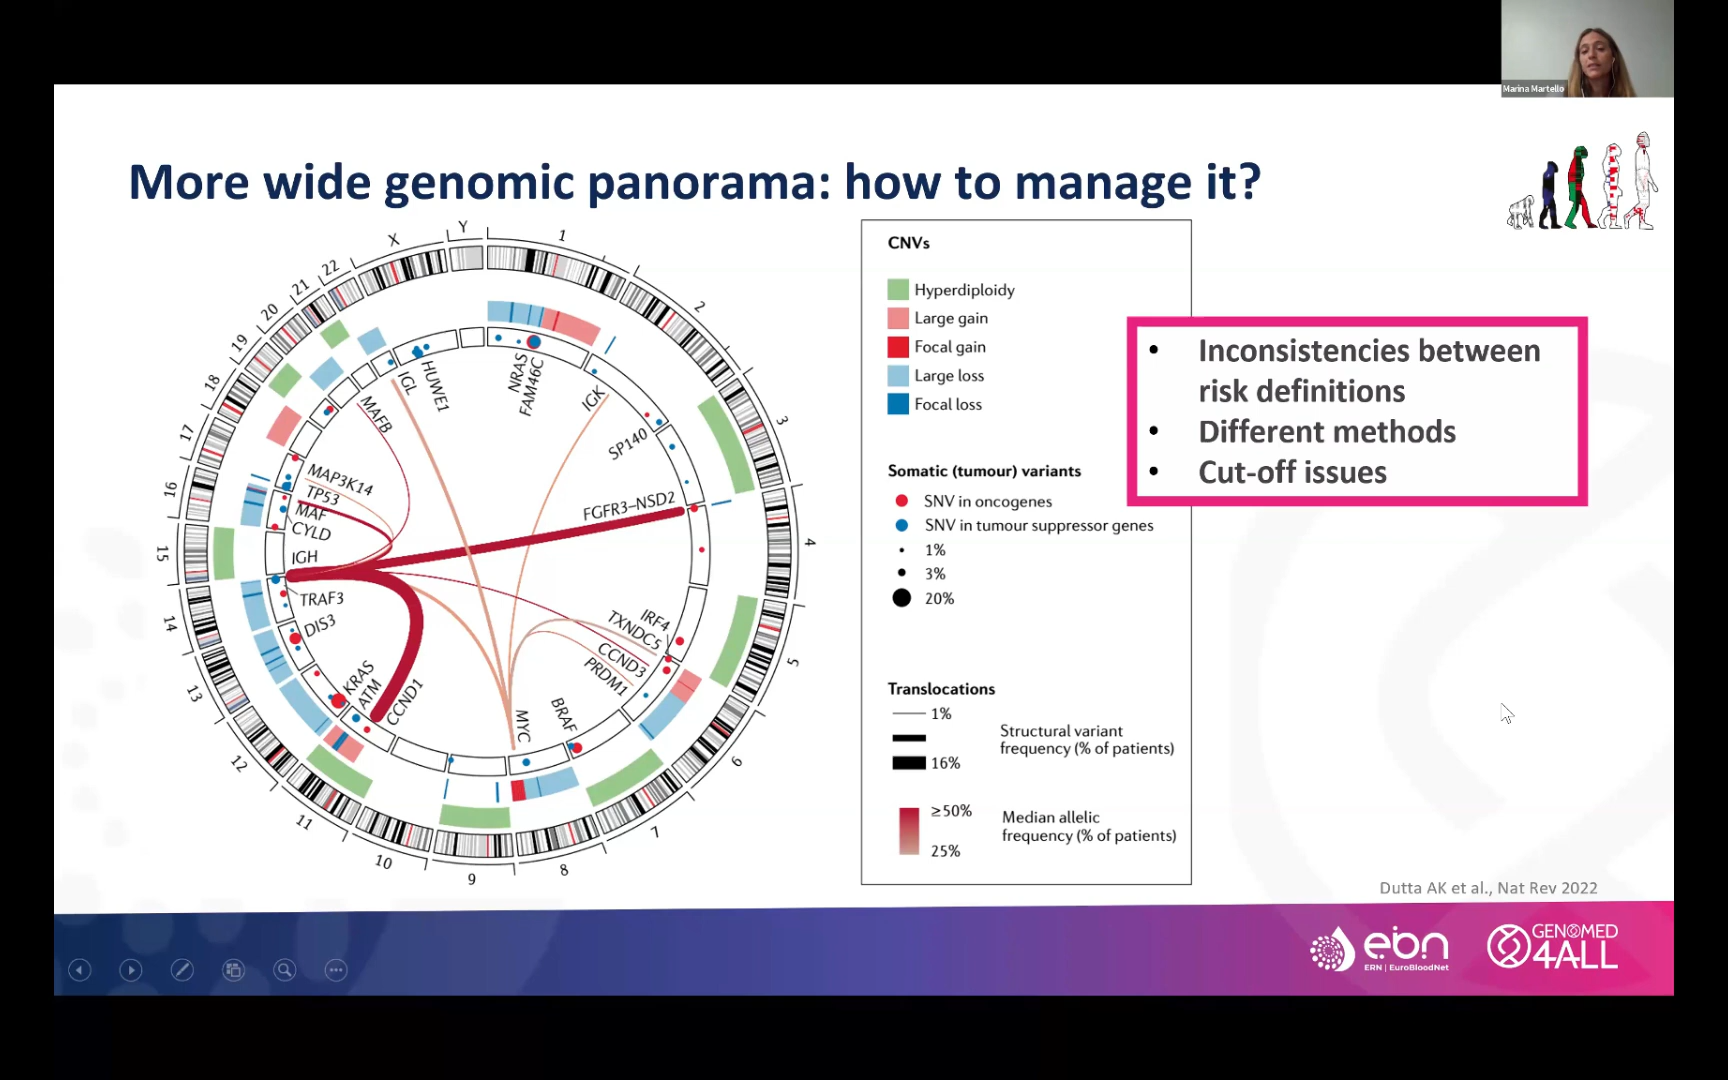 Marina Martello
More wide genomic panorama: how to manage it?
1
2
3
4
5
6
7
8
9
10
11
12
13
14
15
16
17
18
19
20
21
22
X
Y
NRAS
FAM46C
IGK
SP140
FGFR3–NSD2
IRF4
TXNDC5
CCND3
PRDM1
BRAF
MYC
CCND1
ATM
KRAS
DIS3
TRAF3
IGH
CYLD
MAF
TP53
MAP3K14
MAFB
IGL
HUWE1
CNVs
Hyperdiploidy
Large gain
Focal gain
Large loss
Focal loss
Somatic (tumour) variants
SNV in oncogenes
SNV in tumour suppressor genes
1%
3%
20%
Translocations
1%
16%
Structural variant
frequency (% of patients)
≥50%
25%
Median allelic
frequency (% of patients)
• Inconsistencies between
risk definitions
• Different methods
• Cut-off issues
Dutta AK et al., Nat Rev 2022
ebn
ERN | EuroBloodNet
GENOMED
4ALL